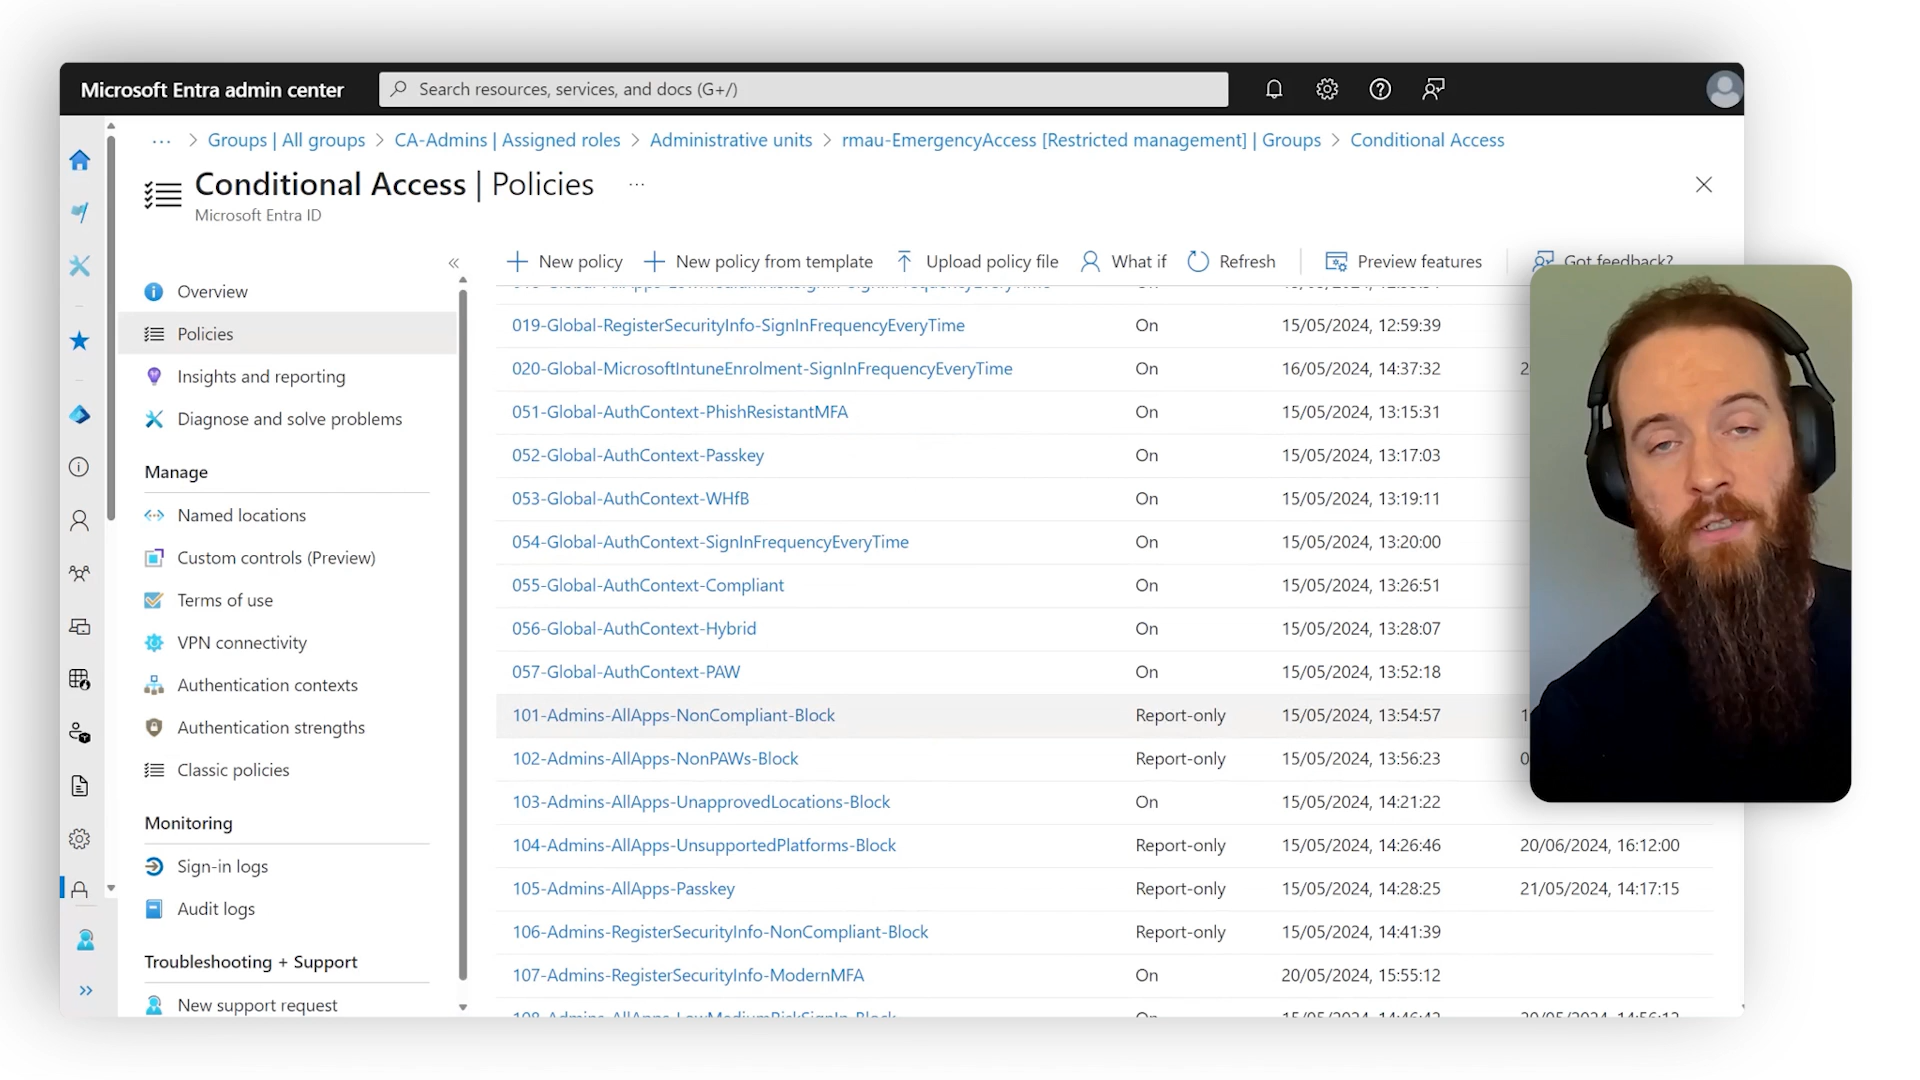 Microsoft Entra admin center
Search resources, services, and docs (G+/)
... > Groups | All groups > CA-Admins | Assigned roles > Administrative units > rmau-EmergencyAccess [Restricted management] | Groups > Conditional Access
Conditional Access | Policies ...
Microsoft Entra ID
New policy
New policy from template
Upload policy file
What if
Refresh
Preview features
Got feedback?
Overview
Policies
Insights and reporting
Diagnose and solve problems
Manage
Named locations
Custom controls (Preview)
Terms of use
VPN connectivity
Authentication contexts
Authentication strengths
Classic policies
Monitoring
Sign-in logs
Audit logs
Troubleshooting + Support
New support request
019-Global-RegisterSecurityInfo-SignInFrequencyEveryTime On 15/05/2024, 12:59:39
020-Global-MicrosoftIntuneEnrolment-SignInFrequencyEveryTime On 16/05/2024, 14:37:32 2
051-Global-AuthContext-PhishResistantMFA On 15/05/2024, 13:15:31
052-Global-AuthContext-Passkey On 15/05/2024, 13:17:03
053-Global-AuthContext-WHfB On 15/05/2024, 13:19:11
054-Global-AuthContext-SignInFrequencyEveryTime On 15/05/2024, 13:20:00
055-Global-AuthContext-Compliant On 15/05/2024, 13:26:51
056-Global-AuthContext-Hybrid On 15/05/2024, 13:28:07
057-Global-AuthContext-PAW On 15/05/2024, 13:52:18
101-Admins-AllApps-NonCompliant-Block Report-only 15/05/2024, 13:54:57 1
102-Admins-AllApps-NonPAWs-Block Report-only 15/05/2024, 13:56:23 0
103-Admins-AllApps-UnapprovedLocations-Block On 15/05/2024, 14:21:22
104-Admins-AllApps-UnsupportedPlatforms-Block Report-only 15/05/2024, 14:26:46 20/06/2024, 16:12:00
105-Admins-AllApps-Passkey Report-only 15/05/2024, 14:28:25 21/05/2024, 14:17:15
106-Admins-RegisterSecurityInfo-NonCompliant-Block Report-only 15/05/2024, 14:41:39
107-Admins-RegisterSecurityInfo-ModernMFA On 20/05/2024, 15:55:12